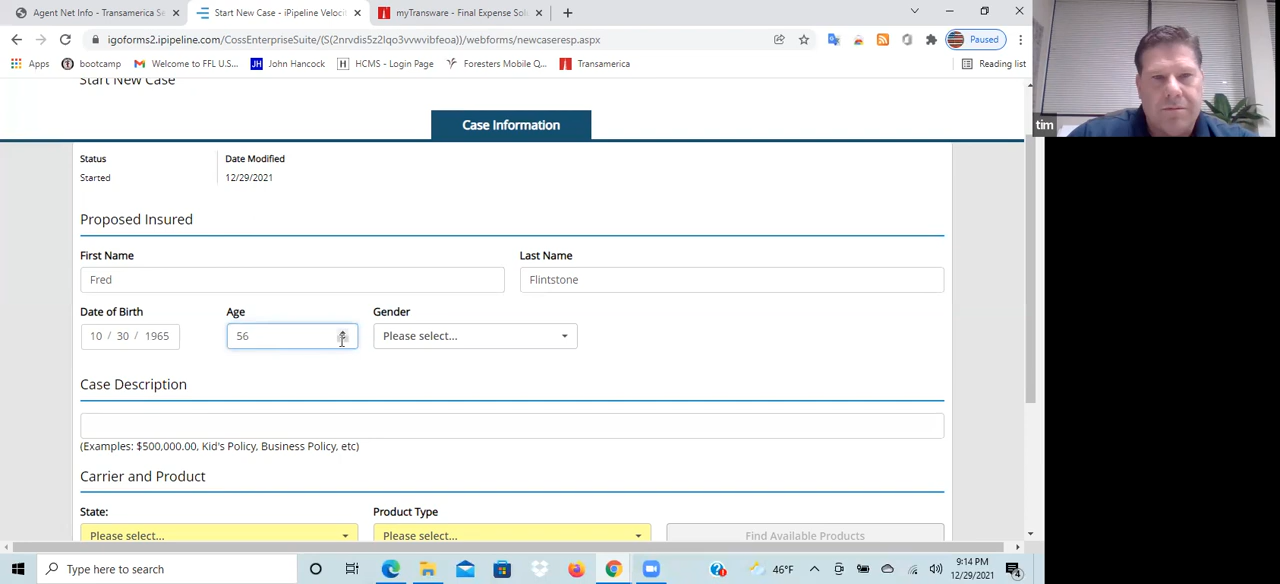 Agent Net Info - Transamerica Se
Start New Case - iPipeline Veloci
myTransware - Final Expense Sol
igoforms2.ipipeline.com/CossEnterpriseSuite/(S(2nrvdis5z2lqo3vvwvibfeoa))/webforms/newcaseresp.aspx
Paused
Apps
bootcamp
Welcome to FFL U.S...
JH John Hancock
H HCMS - Login Page
Foresters Mobile Q...
Transamerica
Reading list
Start New Case
tim
Case Information
Status
Date Modified
Started
12/29/2021
Proposed Insured
First Name
Last Name
Fred
Flintstone
Date of Birth
Age
Gender
10 / 30 / 1965
56
Please select...
Case Description
(Examples: $500,000.00, Kid's Policy, Business Policy, etc)
Carrier and Product
State:
Product Type
Please select...
Please select...
Find Available Products
Type here to search
46°F
9:14 PM
12/29/2021
4